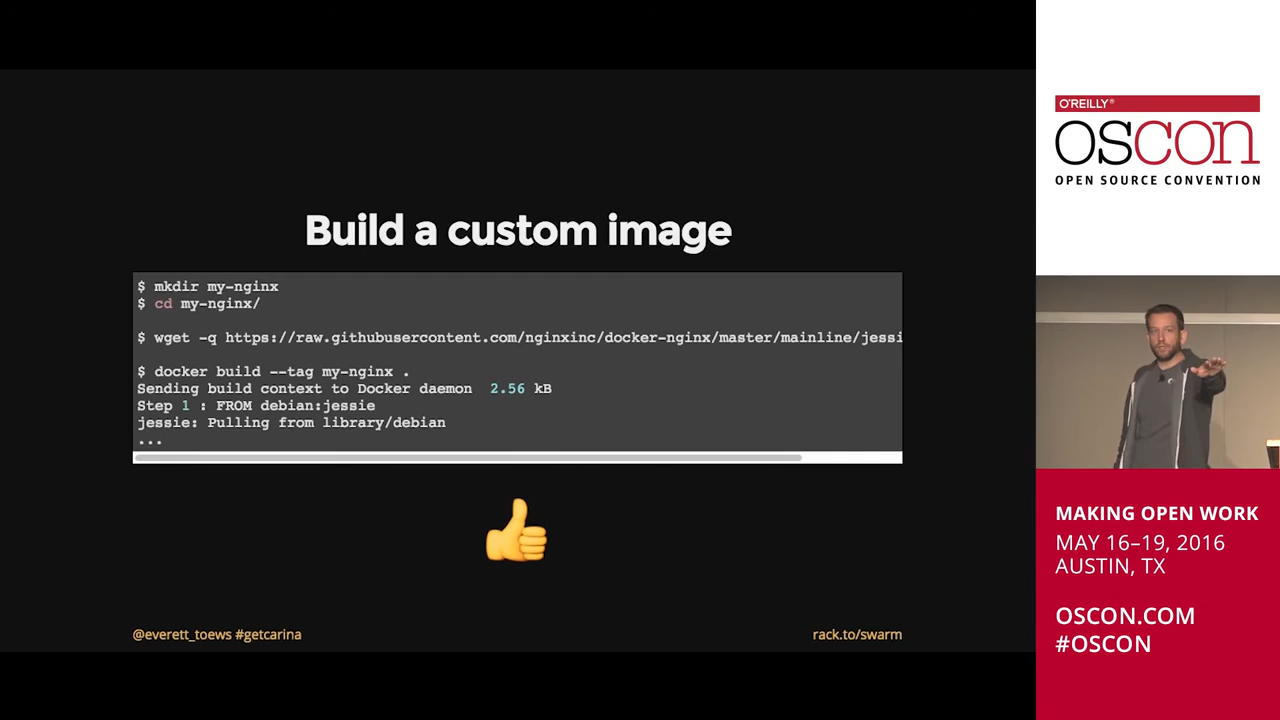 Build a custom image
$ mkdir my-nginx
$ cd my-nginx/
$ wget -q https://raw.githubusercontent.com/nginxinc/docker-nginx/master/mainline/jessi
$ docker build --tag my-nginx .
Sending build context to Docker daemon  2.56 kB
Step 1 : FROM debian:jessie
jessie: Pulling from library/debian
...
@everett_toews #getcarina
rack.to/swarm
O'REILLY®
OSCON
OPEN SOURCE CONVENTION
MAKING OPEN WORK
MAY 16–19, 2016
AUSTIN, TX
OSCON.COM
#OSCON